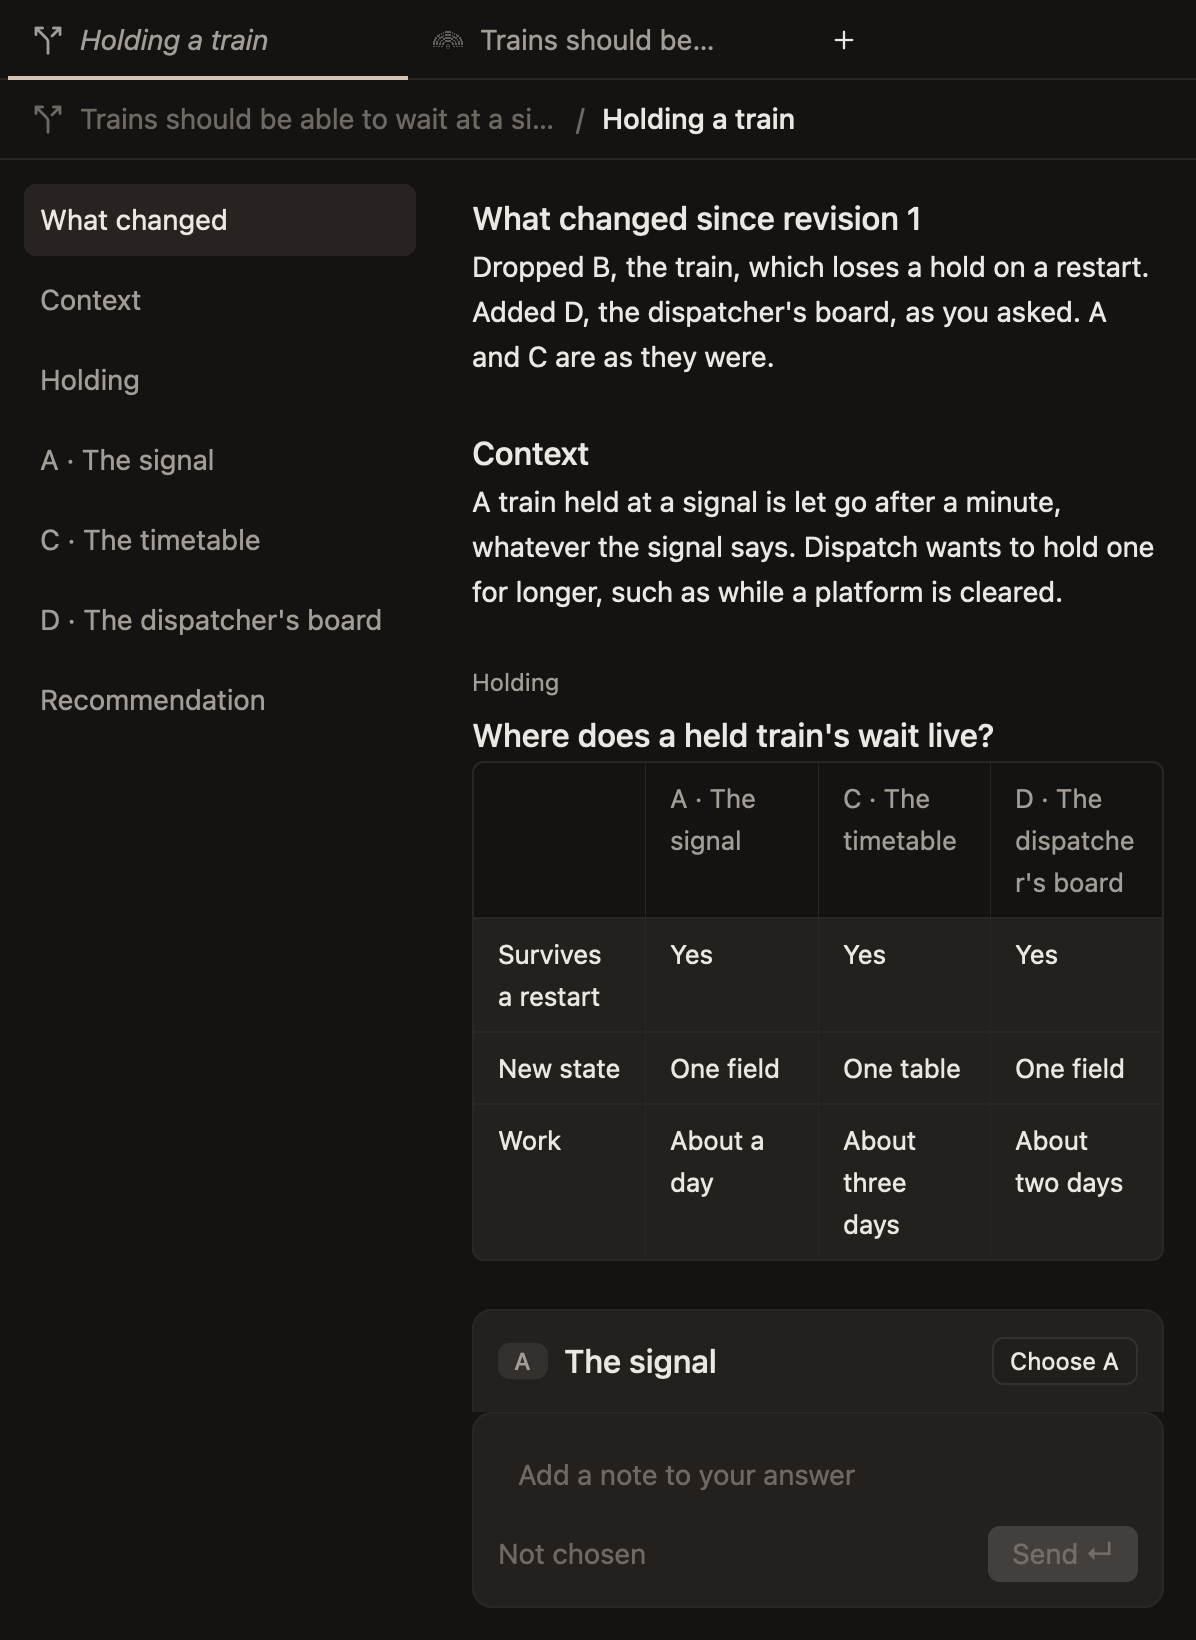 Holding a train
Trains should be...
+
Trains should be able to wait at a si... / Holding a train
What changed
Context
Holding
A · The signal
C · The timetable
D · The dispatcher's board
Recommendation
What changed since revision 1
Dropped B, the train, which loses a hold on a restart.
Added D, the dispatcher's board, as you asked. A
and C are as they were.
Context
A train held at a signal is let go after a minute,
whatever the signal says. Dispatch wants to hold one
for longer, such as while a platform is cleared.
Holding
Where does a held train's wait live?
A · The
signal
C · The
timetable
D · The
dispatche
r's board
Survives
a restart
Yes
Yes
Yes
New state
One field
One table
One field
Work
About a
day
About
three
days
About
two days
A
The signal
Choose A
Add a note to your answer
Not chosen
Send ↵